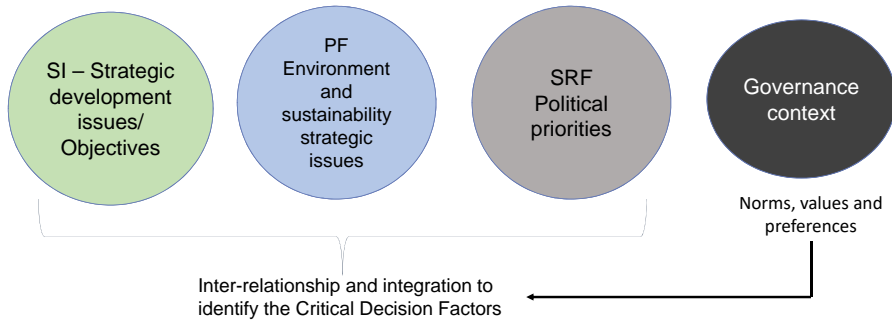 SI – Strategic
development
issues/
Objectives
PF
Environment
and
sustainability
strategic
issues
SRF
Political
priorities
Governance
context
Norms, values and
preferences
Inter-relationship and integration to
identify the Critical Decision Factors